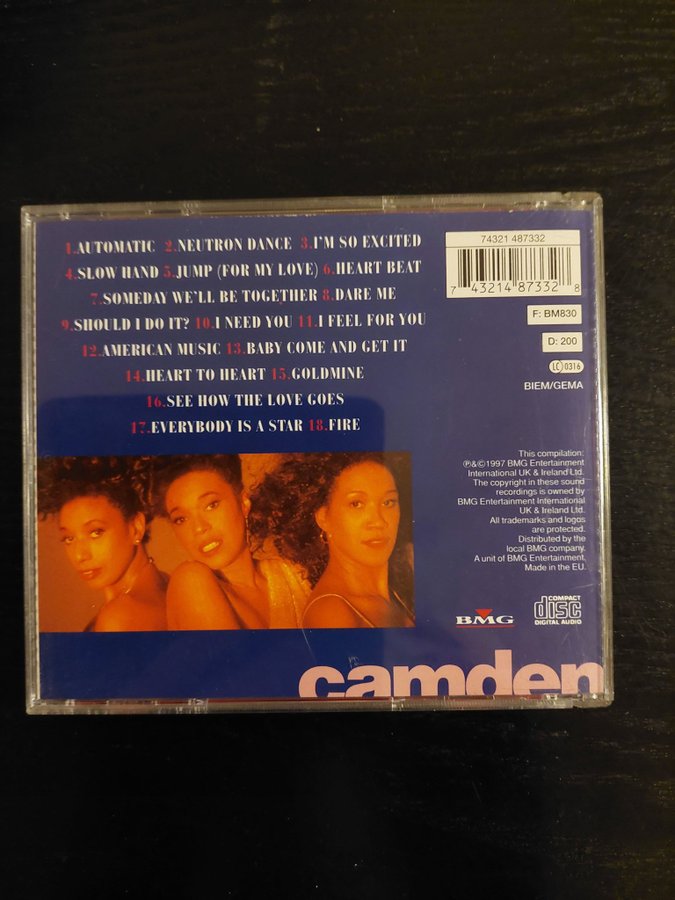 1.AUTOMATIC 2.NEUTRON DANCE 3.I'M SO EXCITED
4.SLOW HAND 5.JUMP (FOR MY LOVE) 6.HEART BEAT
7.SOMEDAY WE'LL BE TOGETHER 8.DARE ME
9.SHOULD I DO IT? 10.I NEED YOU 11.I FEEL FOR YOU
12.AMERICAN MUSIC 13.BABY COME AND GET IT
14.HEART TO HEART 15.GOLDMINE
16.SEE HOW THE LOVE GOES
17.EVERYBODY IS A STAR 18.FIRE
74321 487332
7 43214 87332 8
F: BM830
D: 200
LC 0316
BIEM/GEMA
This compilation:
℗&©1997 BMG Entertainment
International UK & Ireland Ltd.
The copyright in these sound
recordings is owned by
BMG Entertainment International
UK & Ireland Ltd.
All trademarks and logos
are protected.
Distributed by the
local BMG company.
A unit of BMG Entertainment,
Made in the EU.
BMG
COMPACT
disc
DIGITAL AUDIO
camden